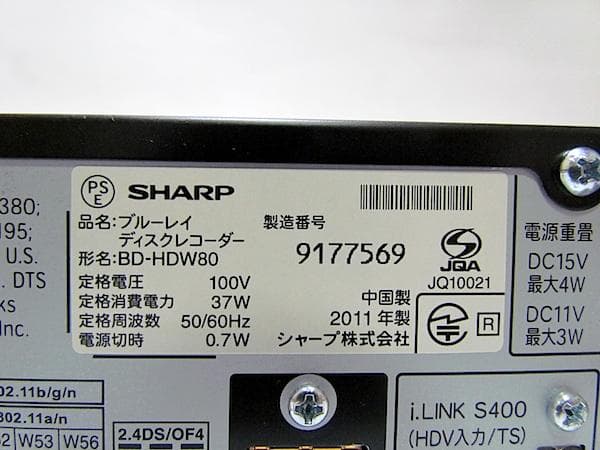 PS
E
SHARP
品名:ブルーレイ
ディスクレコーダー
形名:BD-HDW80
定格電圧 100V
定格消費電力 37W
定格周波数 50/60Hz
電源切時 0.7W
製造番号
9177569
中国製
2011 年製
シャープ株式会社
JQA
JQ10021
R
380;
195;
U.S.
. DTS
ks
Inc.
電源重畳
DC15V
最大4W
DC11V
最大3W
02.11b/g/n
802.11a/n
52 W53 W56
2.4DS/OF4
i.LINK S400
(HDV入力/TS)